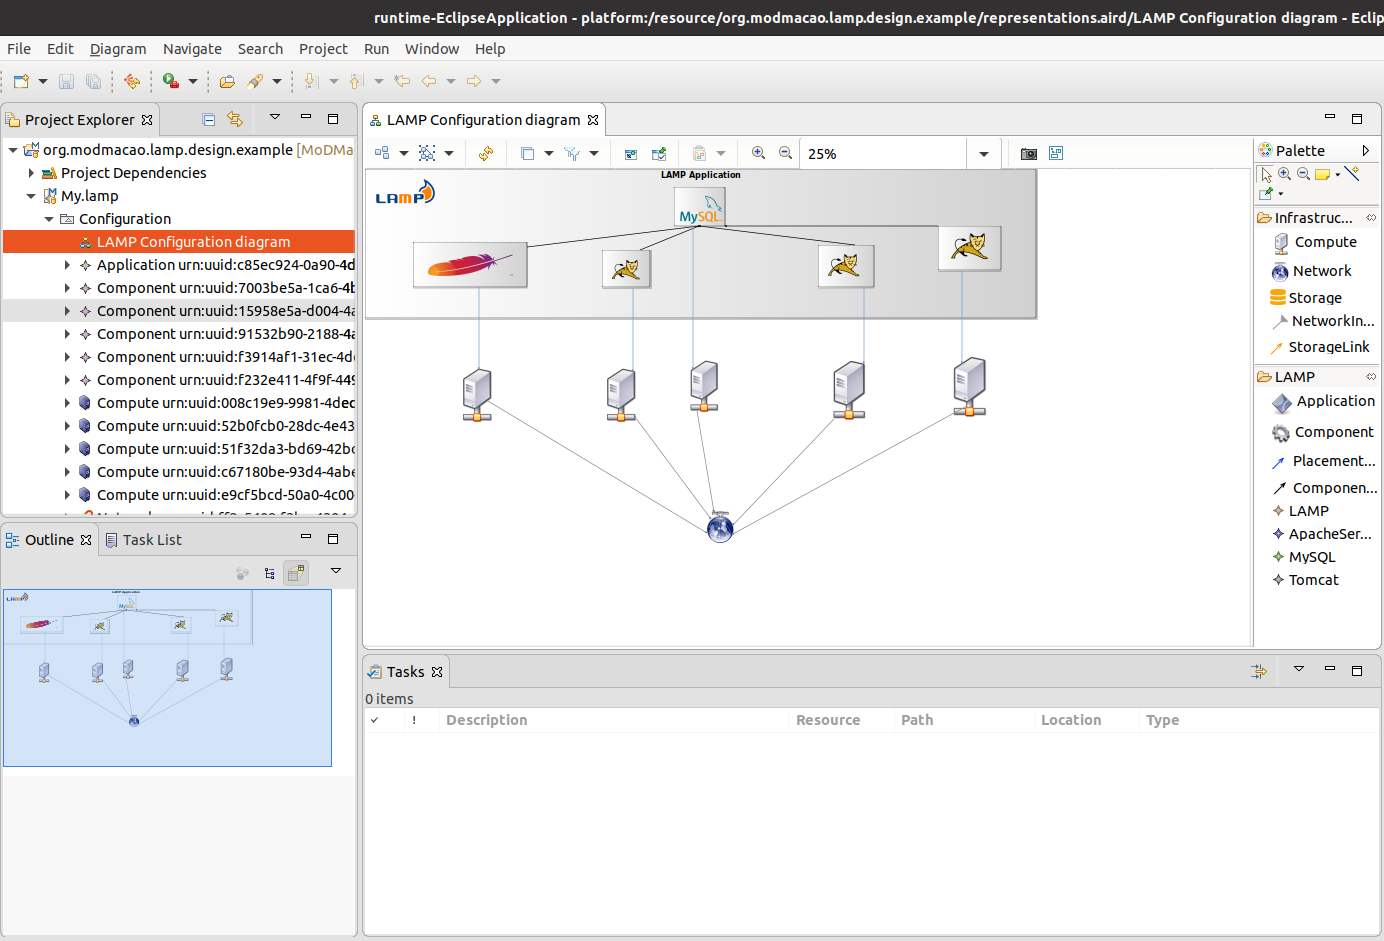 runtime-EclipseApplication - platform:/resource/org.modmacao.lamp.design.example/representations.aird/LAMP Configuration diagram - Eclip
File Edit Diagram Navigate Search Project Run Window Help
Project Explorer
org.modmacao.lamp.design.example [MoDMa
Project Dependencies
My.lamp
Configuration
LAMP Configuration diagram
Application urn:uuid:c85ec924-0a90-4d
Component urn:uuid:7003be5a-1ca6-4b
Component urn:uuid:15958e5a-d004-4a
Component urn:uuid:91532b90-2188-4a
Component urn:uuid:f3914af1-31ec-4d
Component urn:uuid:f232e411-4f9f-449
Compute urn:uuid:008c19e9-9981-4dec
Compute urn:uuid:52b0fcb0-28dc-4e43
Compute urn:uuid:51f32da3-bd69-42bc
Compute urn:uuid:c67180be-93d4-4abe
Compute urn:uuid:e9cf5bcd-50a0-4c00
Outline Task List
LAMP Application
LAMP
MySQL
LAMP Configuration diagram
25%
LAMP Application
LAMP
MySQL
Palette
Infrastruc...
Compute
Network
Storage
NetworkIn...
StorageLink
LAMP
Application
Component
Placement...
Componen...
LAMP
ApacheSer...
MySQL
Tomcat
Tasks
0 items
! Description Resource Path Location Type